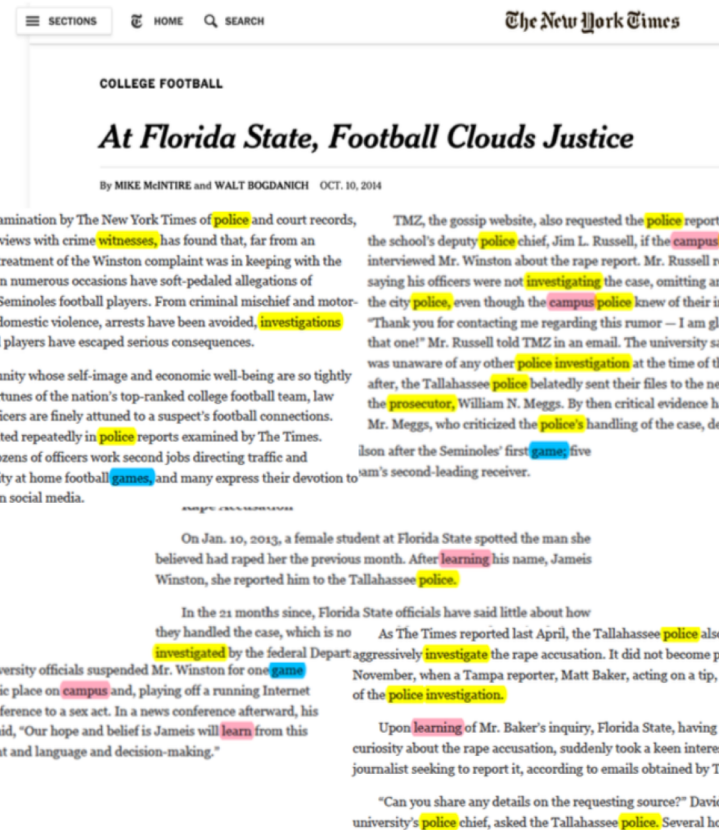 SECTIONS HOME SEARCH The New York Times
COLLEGE FOOTBALL
At Florida State, Football Clouds Justice
By MIKE McINTIRE and WALT BOGDANICH OCT. 10, 2014
amination by The New York Times of police and court records,
views with crime witnesses, has found that, far from an
reatment of the Winston complaint was in keeping with the
n numerous occasions have soft-pedaled allegations of
Seminoles football players. From criminal mischief and motor-
domestic violence, arrests have been avoided, investigations
players have escaped serious consequences.
unity whose self-image and economic well-being are so tightly
rtunes of the nation's top-ranked college football team, law
icers are finely attuned to a suspect's football connections.
ted repeatedly in police reports examined by The Times.
ozens of officers work second jobs directing traffic and
ity at home football games, and many express their devotion to
n social media.
TMZ, the gossip website, also requested the police report
the school's deputy police chief, Jim L. Russell, if the campus
interviewed Mr. Winston about the rape report. Mr. Russell r
saying his officers were not investigating the case, omitting a
the city police, even though the campus police knew of their i
"Thank you for contacting me regarding this rumor — I am gl
that one!" Mr. Russell told TMZ in an email. The university sa
was unaware of any other police investigation at the time of th
after, the Tallahassee police belatedly sent their files to the ne
the prosecutor, William N. Meggs. By then critical evidence h
Mr. Meggs, who criticized the police's handling of the case, de
ilson after the Seminoles' first game; five
am's second-leading receiver.
Rape Accusation
On Jan. 10, 2013, a female student at Florida State spotted the man she
believed had raped her the previous month. After learning his name, Jameis
Winston, she reported him to the Tallahassee police.
In the 21 months since, Florida State officials have said little about how
they handled the case, which is no
investigated by the federal Depart
versity officials suspended Mr. Winston for one game
ic place on campus and, playing off a running Internet
ference to a sex act. In a news conference afterward, his
id, "Our hope and belief is Jameis will learn from this
t and language and decision-making."
As The Times reported last April, the Tallahassee police als
aggressively investigate the rape accusation. It did not become p
November, when a Tampa reporter, Matt Baker, acting on a tip,
of the police investigation.
Upon learning of Mr. Baker's inquiry, Florida State, having
curiosity about the rape accusation, suddenly took a keen intere
journalist seeking to report it, according to emails obtained by T
"Can you share any details on the requesting source?" Davi
university's police chief, asked the Tallahassee police. Several ho